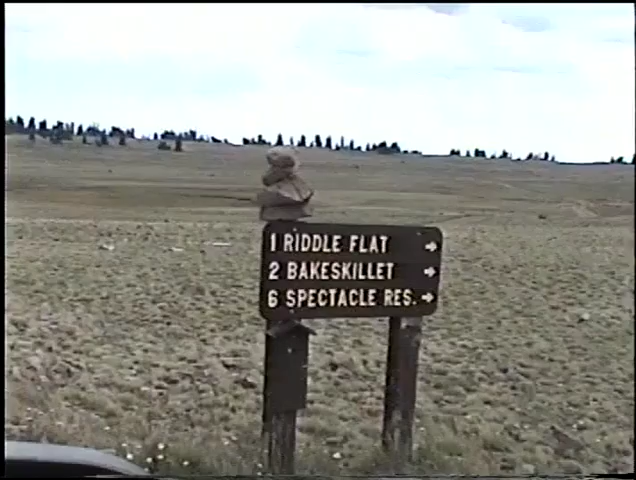 1 RIDDLE FLAT →
2 BAKESKILLET →
6 SPECTACLE RES. →